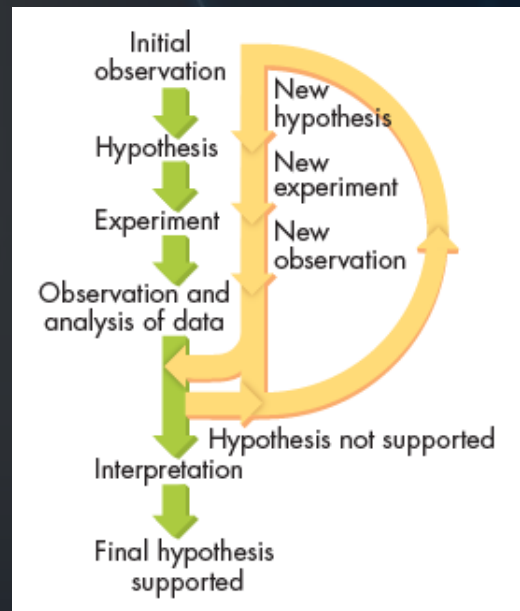 Initial
observation
Hypothesis
Experiment
Observation and
analysis of data
New
hypothesis
New
experiment
New
observation
Hypothesis not supported
Interpretation
Final hypothesis
supported